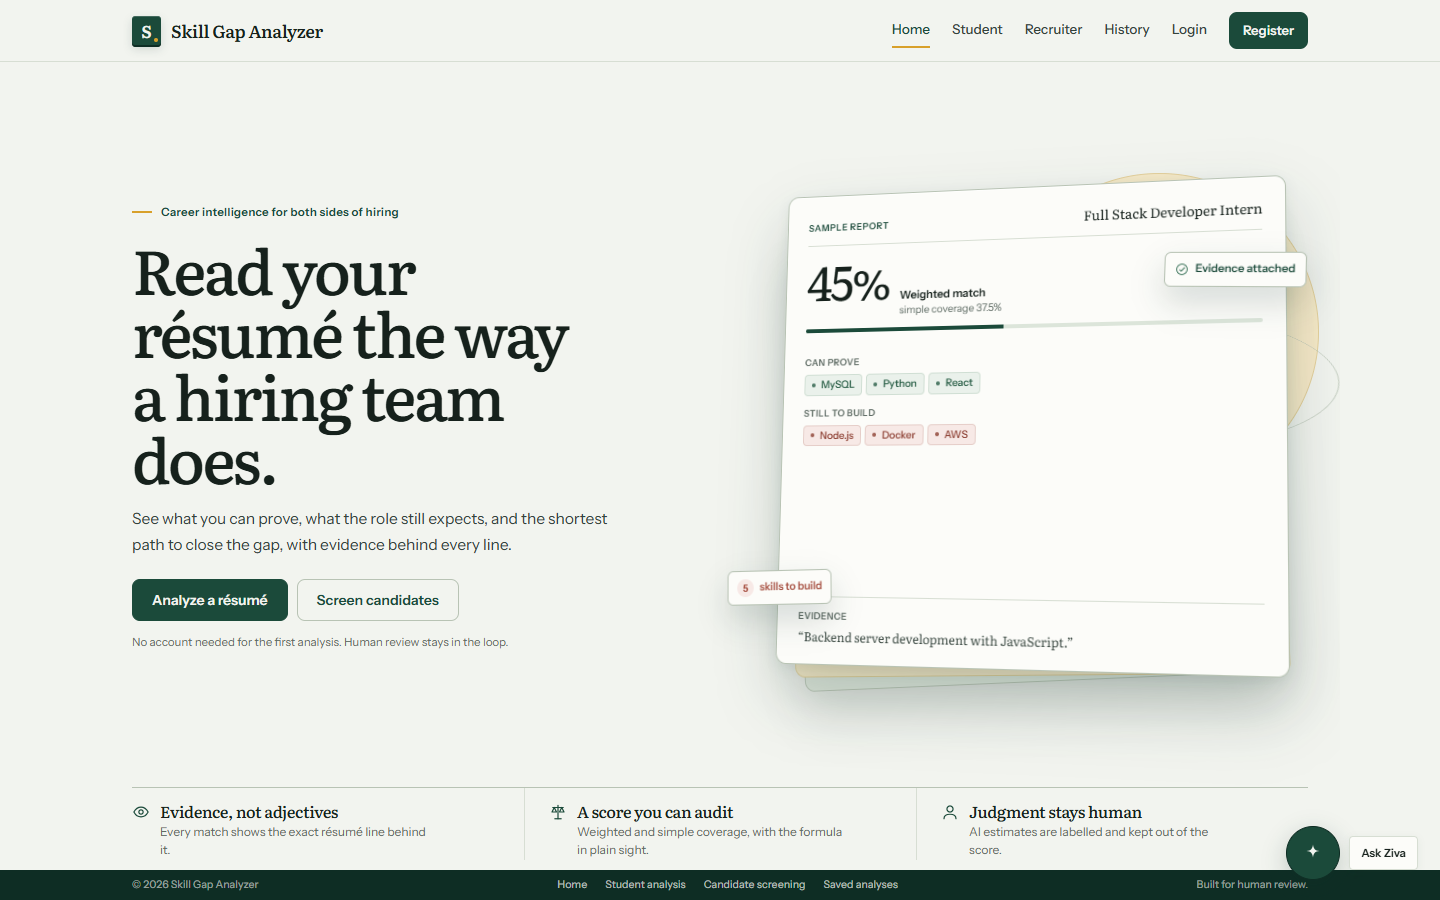 S.
Skill Gap Analyzer
Home
Student
Recruiter
History
Login
Register
Career intelligence for both sides of hiring
Read your
résumé the way
a hiring team
does.
See what you can prove, what the role still expects, and the shortest
path to close the gap, with evidence behind every line.
Analyze a résumé
Screen candidates
No account needed for the first analysis. Human review stays in the loop.
SAMPLE REPORT
Full Stack Developer Intern
Evidence attached
45%
Weighted match
simple coverage 37.5%
CAN PROVE
MySQL
Python
React
STILL TO BUILD
Node.js
Docker
AWS
5 skills to build
EVIDENCE
“Backend server development with JavaScript.”
Evidence, not adjectives
Every match shows the exact résumé line behind
it.
A score you can audit
Weighted and simple coverage, with the formula
in plain sight.
Judgment stays human
AI estimates are labelled and kept out of the
score.
Ask Ziva
© 2026 Skill Gap Analyzer
Home
Student analysis
Candidate screening
Saved analyses
Built for human review.